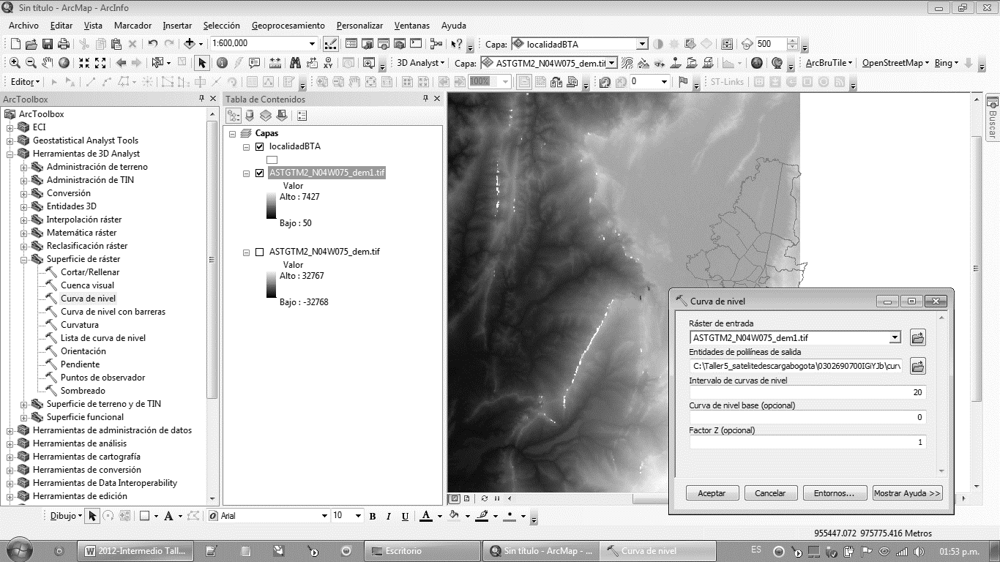 Sin título - ArcMap - ArcInfo
Archivo Editar Vista Marcador Insertar Selección Geoprocesamiento Personalizar Ventanas Ayuda
1:600,000 Capa: localidadBTA 500
3D Analyst Capa: ASTGTM2_N04W075_dem.tif ArcBruTile OpenStreetMap Bing
Editor 100% 0 ST-Links
ArcToolbox
ArcToolbox
ECI
Geostatistical Analyst Tools
Herramientas de 3D Analyst
Administración de terreno
Administración de TIN
Conversión
Entidades 3D
Interpolación ráster
Matemática ráster
Reclasificación ráster
Superficie de ráster
Cortar/Rellenar
Cuenca visual
Curva de nivel
Curva de nivel con barreras
Curvatura
Lista de curva de nivel
Orientación
Pendiente
Puntos de observador
Sombreado
Superficie de terreno y de TIN
Superficie funcional
Herramientas de administración de datos
Herramientas de análisis
Herramientas de cartografía
Herramientas de conversión
Herramientas de Data Interoperability
Herramientas de edición
Tabla de Contenidos
Capas
localidadBTA
ASTGTM2_N04W075_dem1.tif
Valor
Alto : 7427
Bajo : 50
ASTGTM2_N04W075_dem.tif
Valor
Alto : 32767
Bajo : -32768
Buscar
Curva de nivel
Ráster de entrada
ASTGTM2_N04W075_dem1.tif
Entidades de polilíneas de salida
C:\Taller5_satelitedescargabogota\0302690700IGiYJb\curv
Intervalo de curvas de nivel
20
Curva de nivel base (opcional)
0
Factor Z (opcional)
1
Aceptar Cancelar Entornos... Mostrar Ayuda >>
Dibujo A Arial 10 B I U A
955447.072 975775.416 Metros
2012-Intermedio Tall... Escritorio Sin título - ArcMap - ... Curva de nivel ES 01:53 p.m.